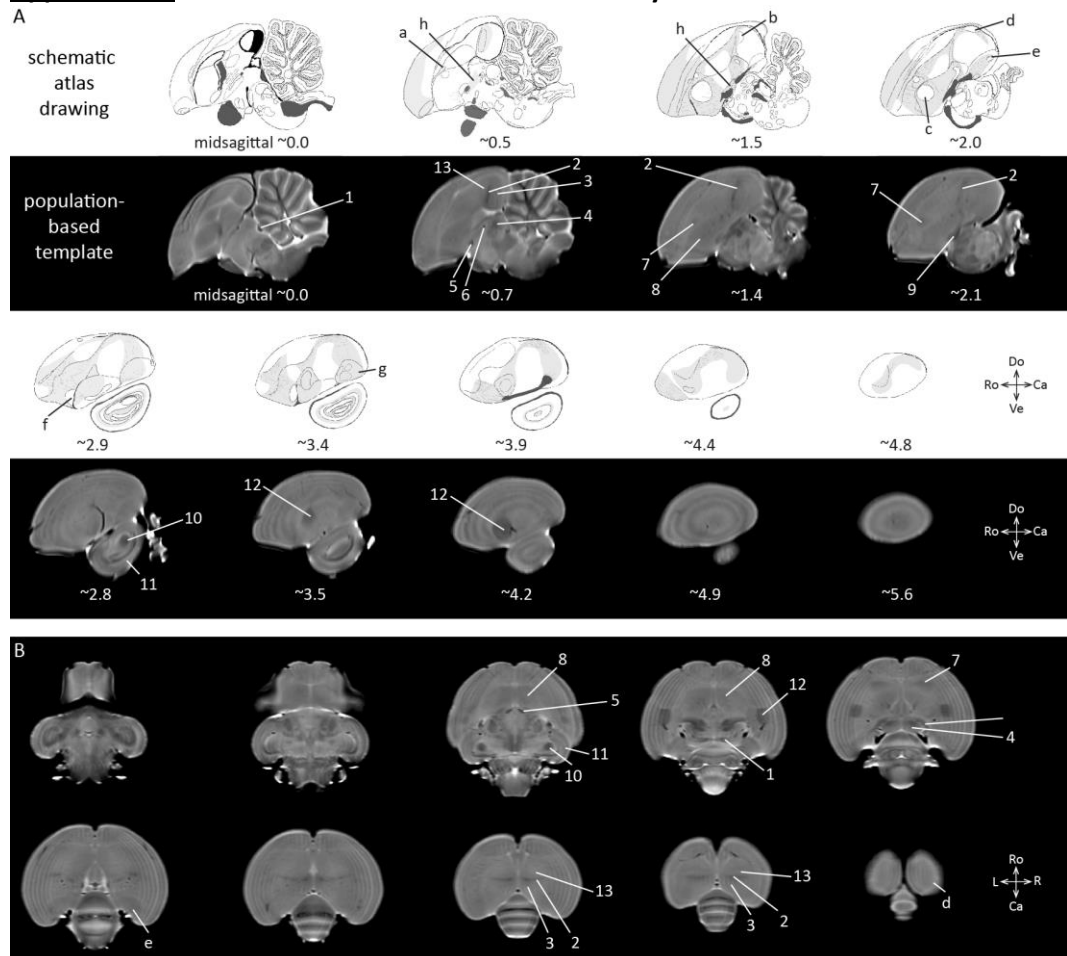 A
schematic
atlas
drawing
a
h
h
b
d
e
c
midsagittal ~0.0
~0.5
~1.5
~2.0
population-
based
template
1
13
2
3
4
5
6
2
7
8
2
7
9
midsagittal ~0.0
~0.7
~1.4
~2.1
f
g
Do
Ro
Ca
Ve
~2.9
~3.4
~3.9
~4.4
~4.8
10
11
12
12
Do
Ro
Ca
Ve
~2.8
~3.5
~4.2
~4.9
~5.6
B
8
5
11
10
8
12
1
7
4
e
13
3
2
13
3
2
d
Ro
L
R
Ca